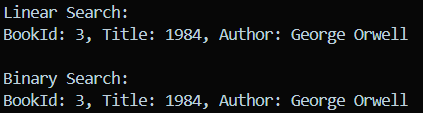 Linear Search:
BookId: 3, Title: 1984, Author: George Orwell
Binary Search:
BookId: 3, Title: 1984, Author: George Orwell